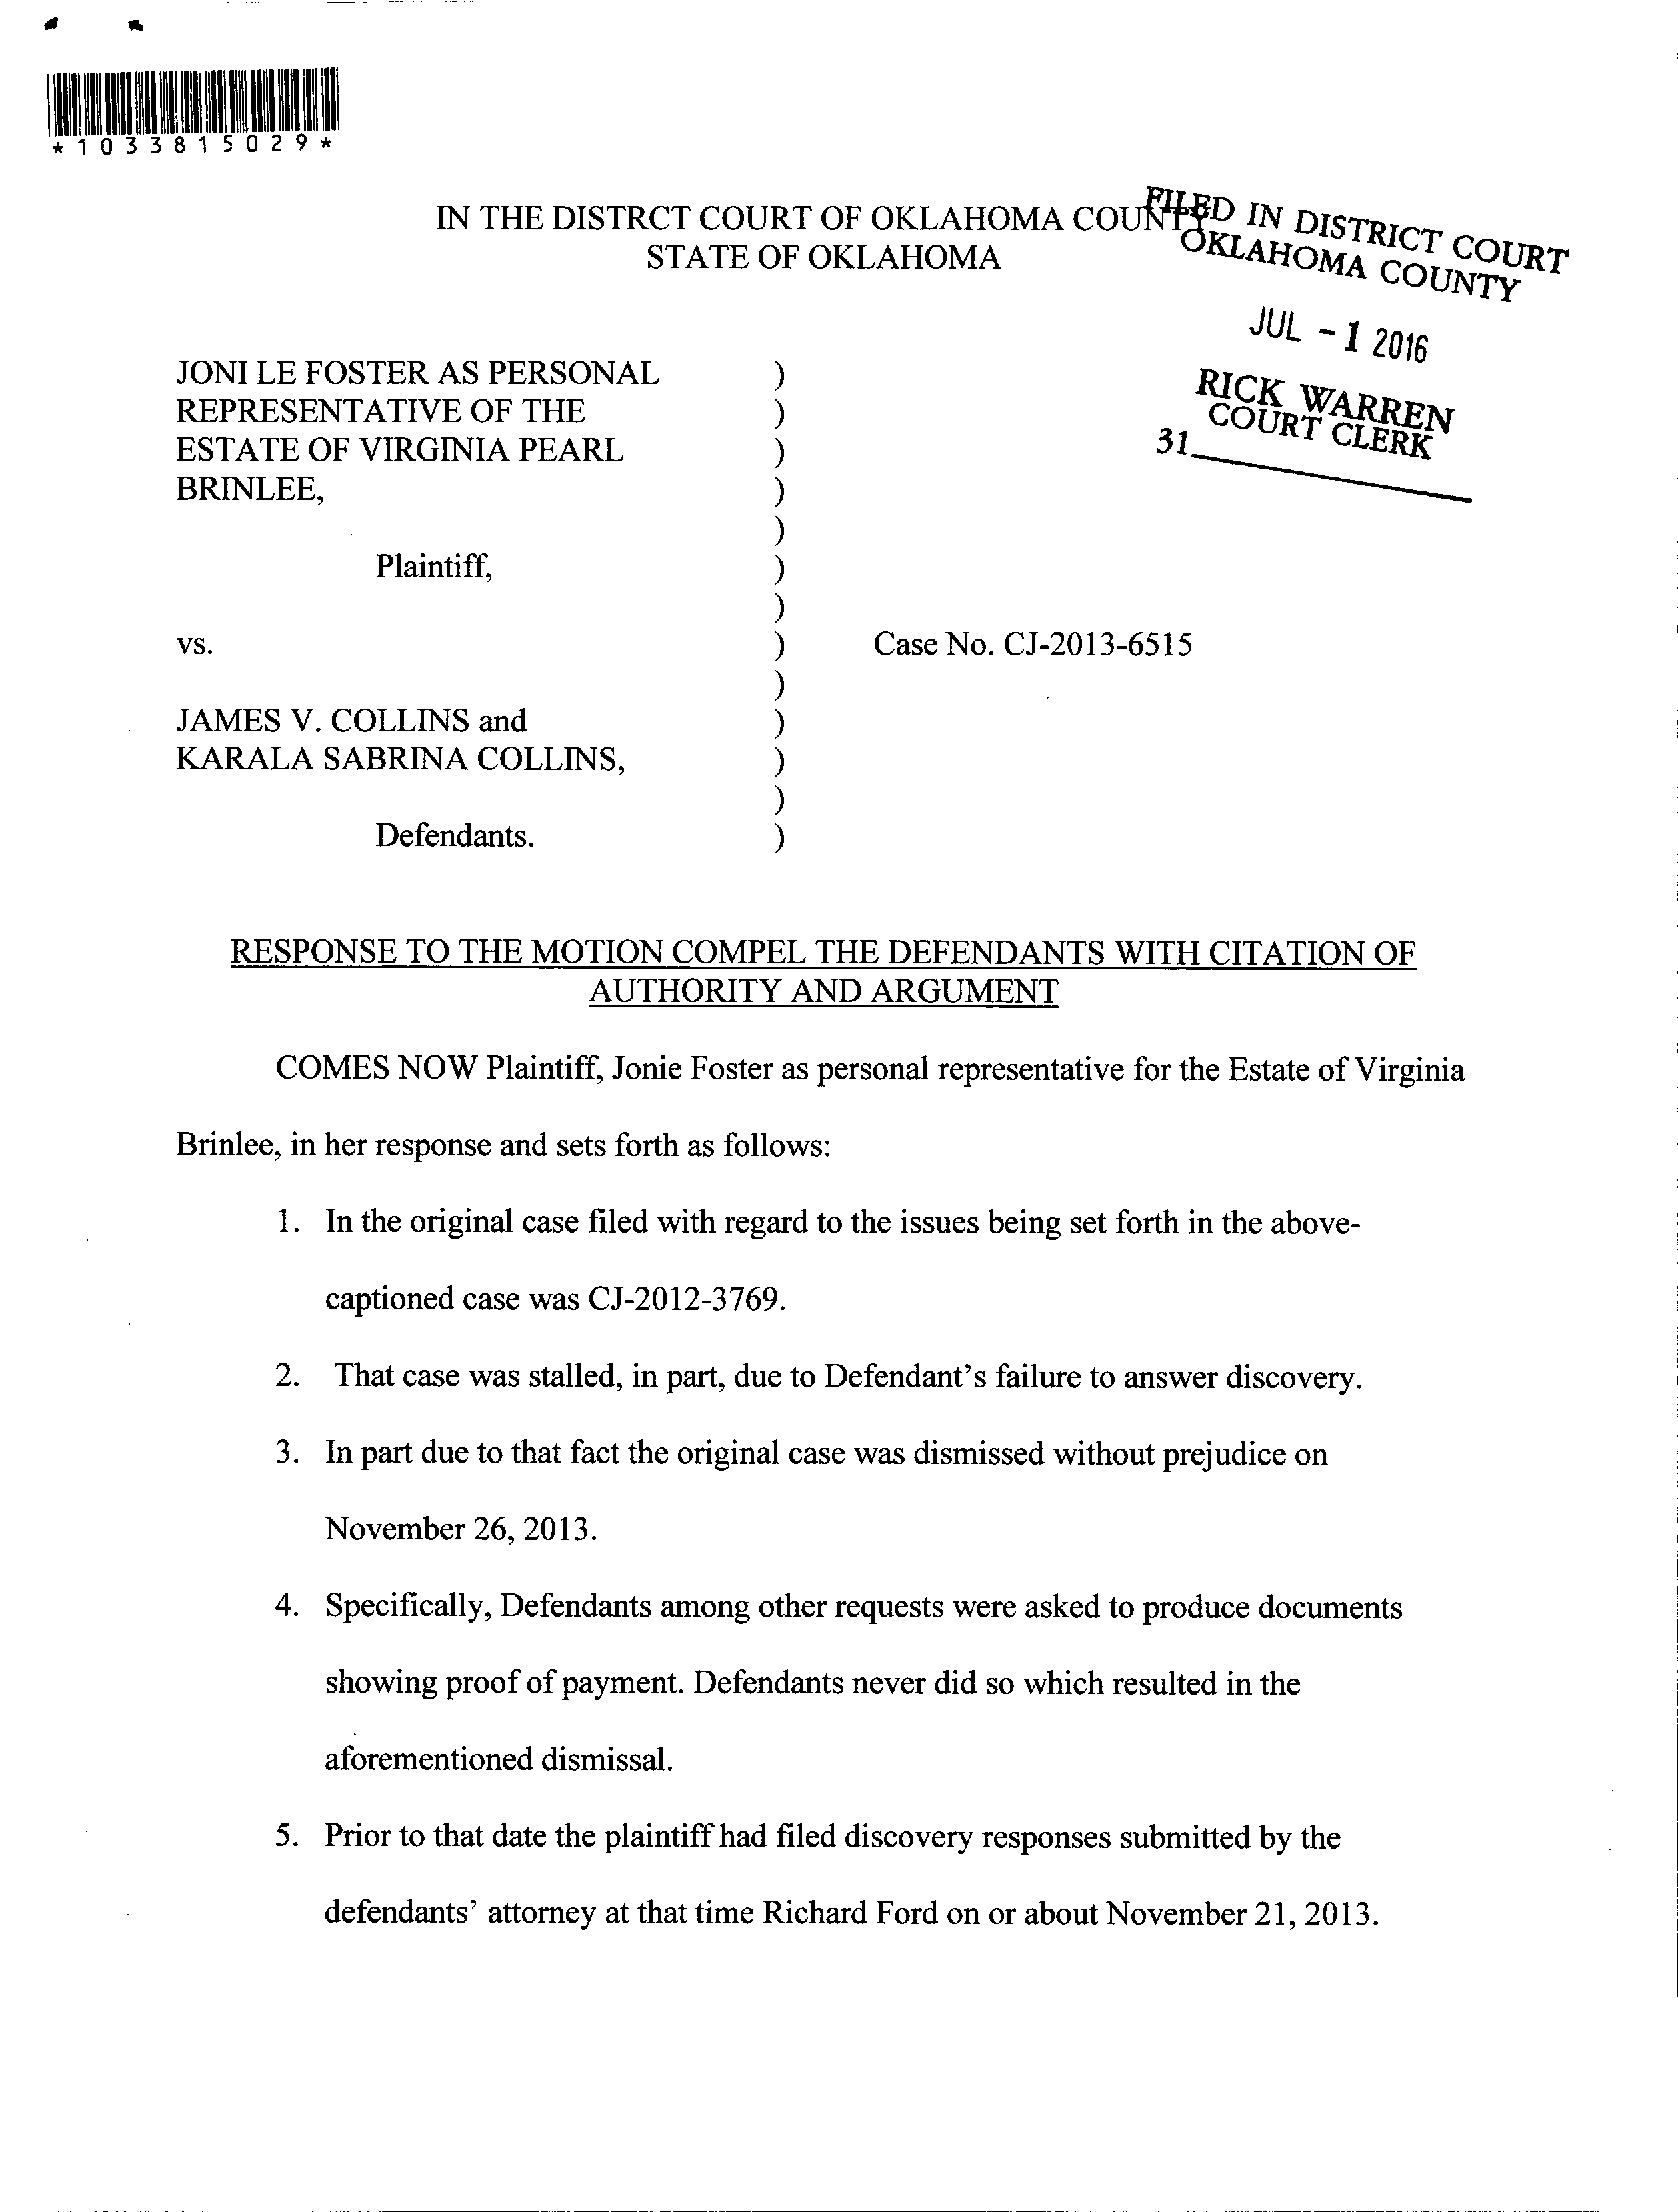 *1033815029*
IN THE DISTRCT COURT OF OKLAHOMA COUNTY
STATE OF OKLAHOMA
FILED IN DISTRICT COURT
OKLAHOMA COUNTY
JUL - 1 2016
RICK WARREN
COURT CLERK
31
JONI LE FOSTER AS PERSONAL )
REPRESENTATIVE OF THE )
ESTATE OF VIRGINIA PEARL )
BRINLEE, )
)
Plaintiff, )
)
vs. ) Case No. CJ-2013-6515
)
JAMES V. COLLINS and )
KARALA SABRINA COLLINS, )
)
Defendants. )
RESPONSE TO THE MOTION COMPEL THE DEFENDANTS WITH CITATION OF
AUTHORITY AND ARGUMENT
COMES NOW Plaintiff, Jonie Foster as personal representative for the Estate of Virginia
Brinlee, in her response and sets forth as follows:
1. In the original case filed with regard to the issues being set forth in the above-
captioned case was CJ-2012-3769.
2. That case was stalled, in part, due to Defendant's failure to answer discovery.
3. In part due to that fact the original case was dismissed without prejudice on
November 26, 2013.
4. Specifically, Defendants among other requests were asked to produce documents
showing proof of payment. Defendants never did so which resulted in the
aforementioned dismissal.
5. Prior to that date the plaintiff had filed discovery responses submitted by the
defendants' attorney at that time Richard Ford on or about November 21, 2013.